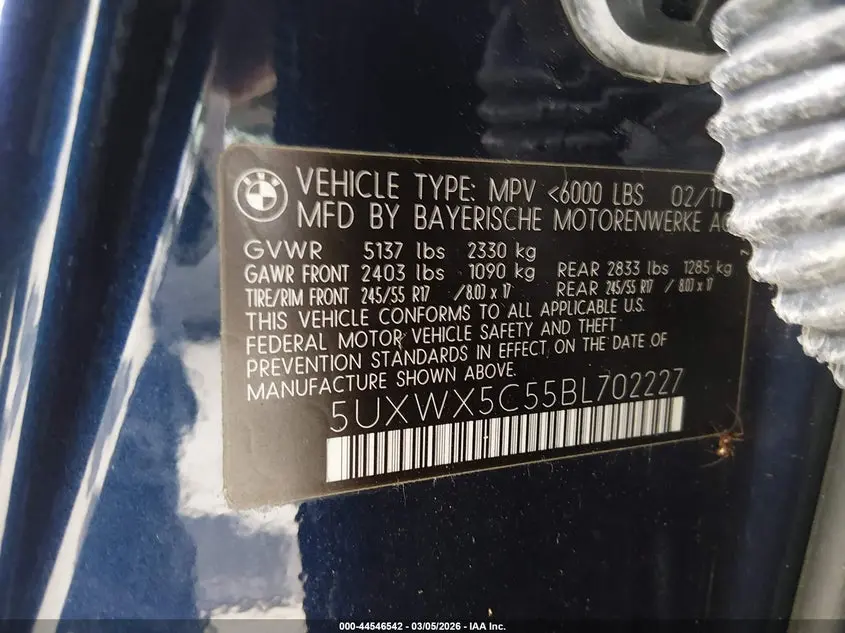 VEHICLE TYPE: MPV <6000 LBS 02/11
MFD BY BAYERISCHE MOTORENWERKE AG
GVWR 5137 lbs 2330 kg
GAWR FRONT 2403 lbs 1090 kg REAR 2833 lbs 1285 kg
TIRE/RIM FRONT 245/55 R17 /8.0J x 17 REAR 245/55 R17 / 8.0J x 17
THIS VEHICLE CONFORMS TO ALL APPLICABLE U.S.
FEDERAL MOTOR VEHICLE SAFETY AND THEFT
PREVENTION STANDARDS IN EFFECT ON THE DATE OF
MANUFACTURE SHOWN ABOVE.
5UXWX5C55BL702227
000-44546542 - 03/05/2026 - IAA Inc.